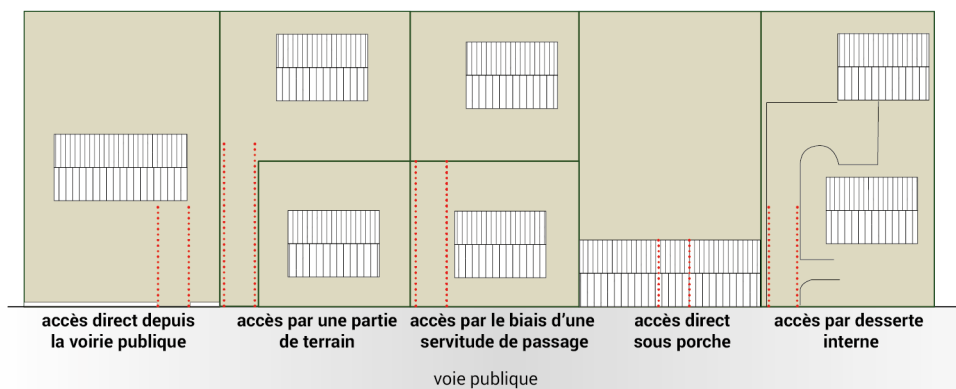 accès direct depuis
la voirie publique
accès par une partie
de terrain
accès par le biais d'une
servitude de passage
accès direct
sous porche
accès par desserte
interne
voie publique